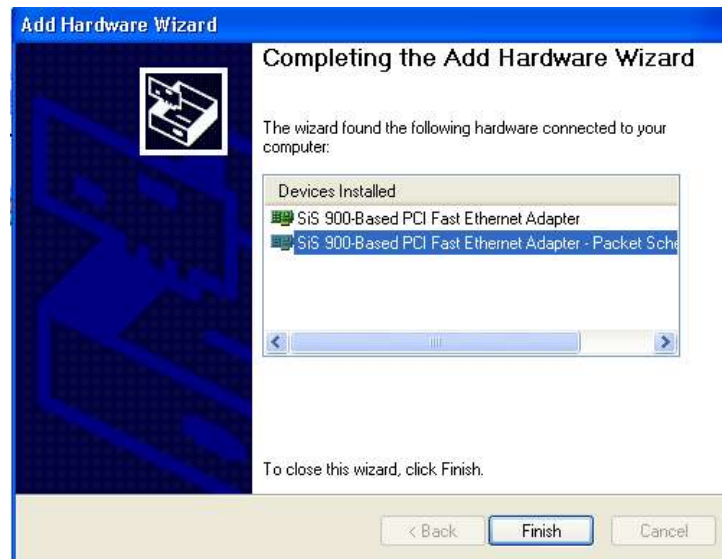 Add Hardware Wizard
Completing the Add Hardware Wizard
The wizard found the following hardware connected to your
computer:
Devices Installed
SiS 900-Based PCI Fast Ethernet Adapter
SiS 900-Based PCI Fast Ethernet Adapter - Packet Sche
To close this wizard, click Finish.
< Back Finish Cancel